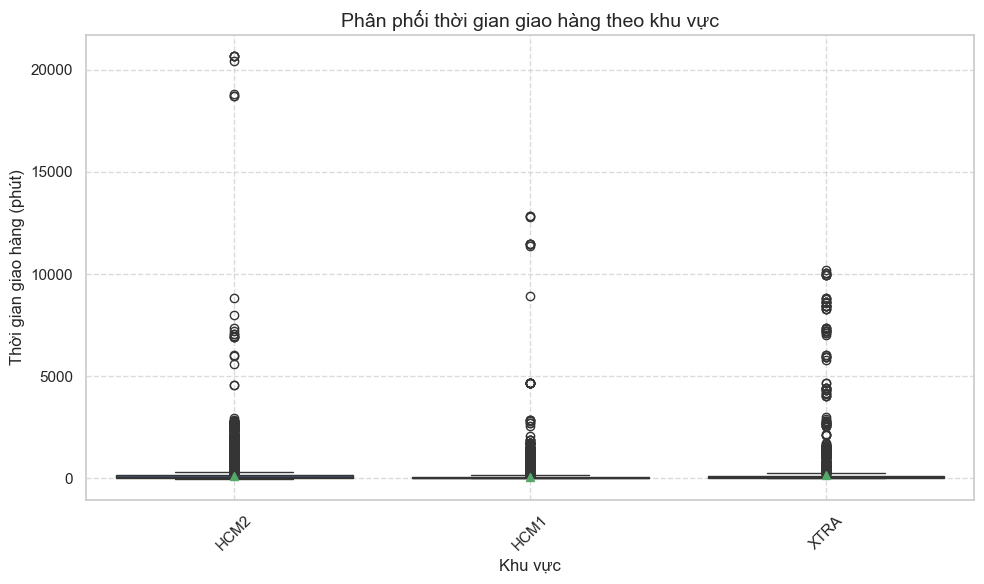 Phân phối thời gian giao hàng theo khu vực
Thời gian giao hàng (phút)
20000
15000
10000
5000
0
HCM2
HCM1
XTRA
Khu vực